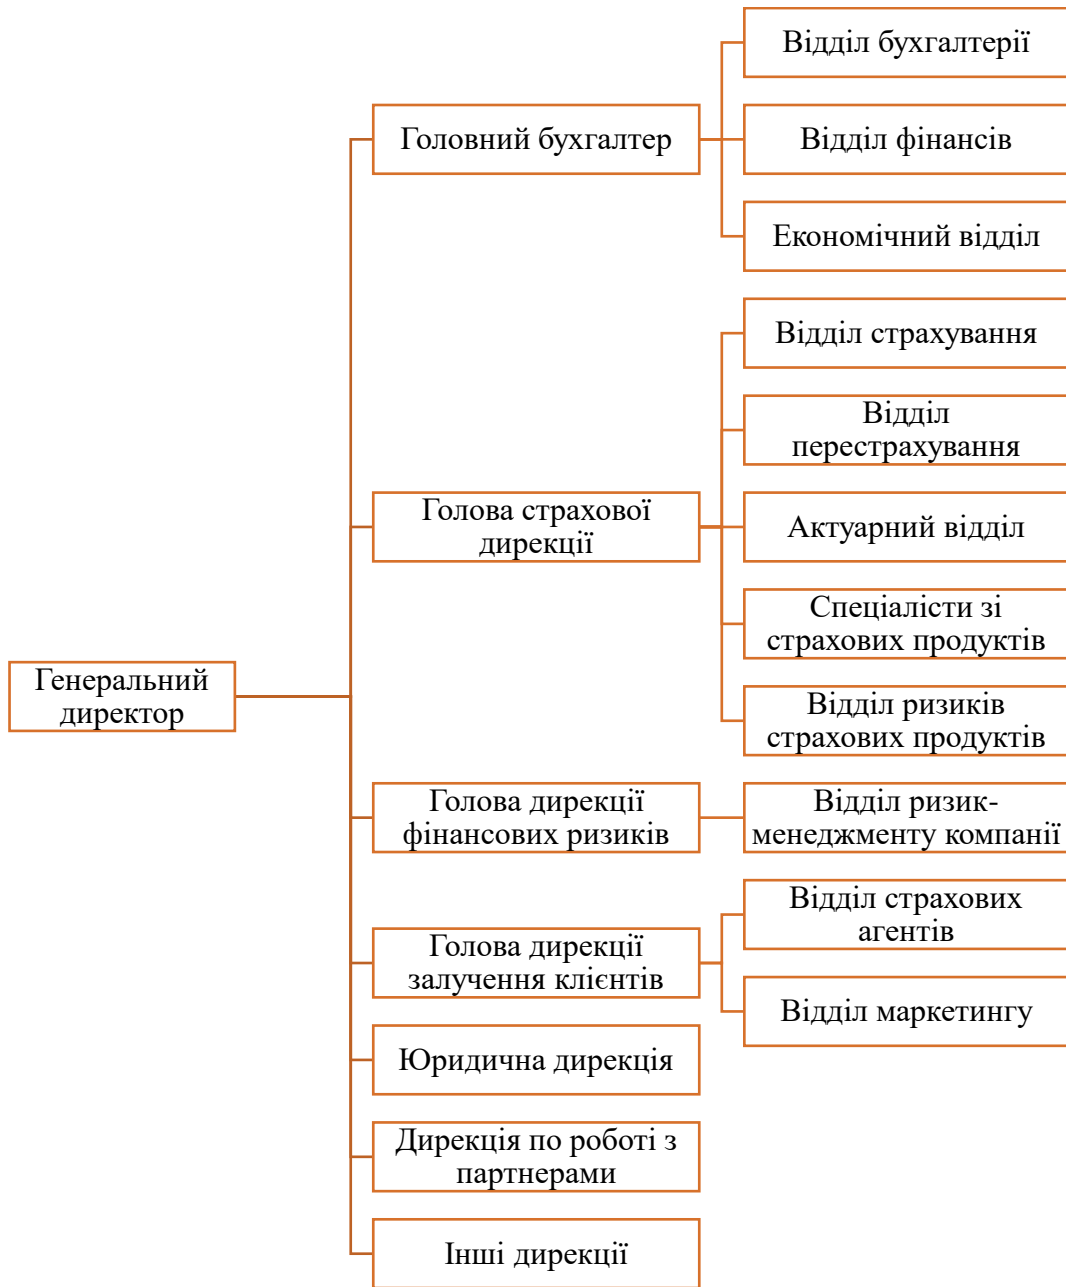 Відділ бухгалтерії
Головний бухгалтер
Відділ фінансів
Економічний відділ
Відділ страхування
Відділ
перестрахування
Голова страхової
дирекції
Актуарний відділ
Спеціалісти зі
страхових продуктів
Генеральний
директор
Відділ ризиків
страхових продуктів
Голова дирекції
фінансових ризиків
Відділ ризик-
менеджменту компанії
Відділ страхових
агентів
Голова дирекції
залучення клієнтів
Відділ маркетингу
Юридична дирекція
Дирекція по роботі з
партнерами
Інші дирекції